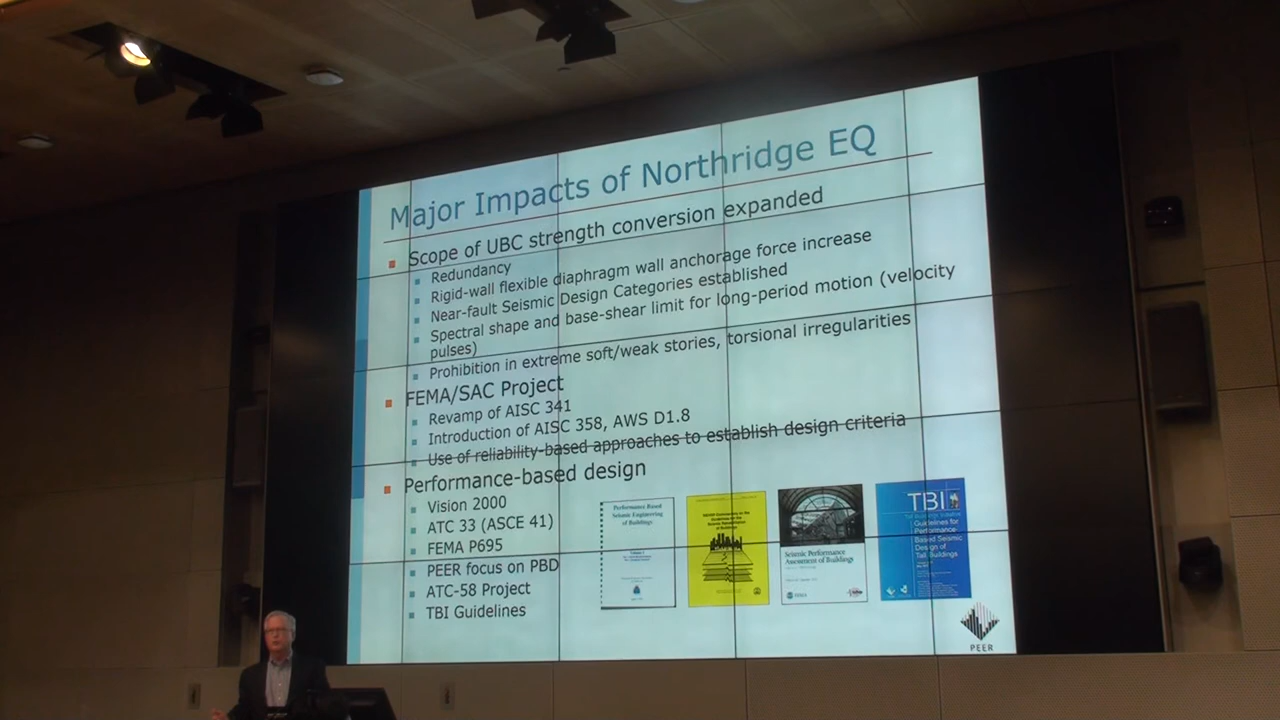 Major Impacts of Northridge EQ
Scope of UBC strength conversion expanded
Redundancy
Rigid-wall flexible diaphragm wall anchorage force increase
Near-fault Seismic Design Categories established
Spectral shape and base-shear limit for long-period motion (velocity
pulses)
Prohibition in extreme soft/weak stories, torsional irregularities
FEMA/SAC Project
Revamp of AISC 341
Introduction of AISC 358, AWS D1.8
Use of reliability-based approaches to establish design criteria
Performance-based design
Vision 2000
ATC 33 (ASCE 41)
FEMA P695
PEER focus on PBD
ATC-58 Project
TBI Guidelines
Performance Based
Seismic Engineering
of Buildings
Seismic Performance
Assessment of Buildings
FEMA
TBI
Guidelines for
Performance-
Based Seismic
Design of
Tall Buildings
PEER